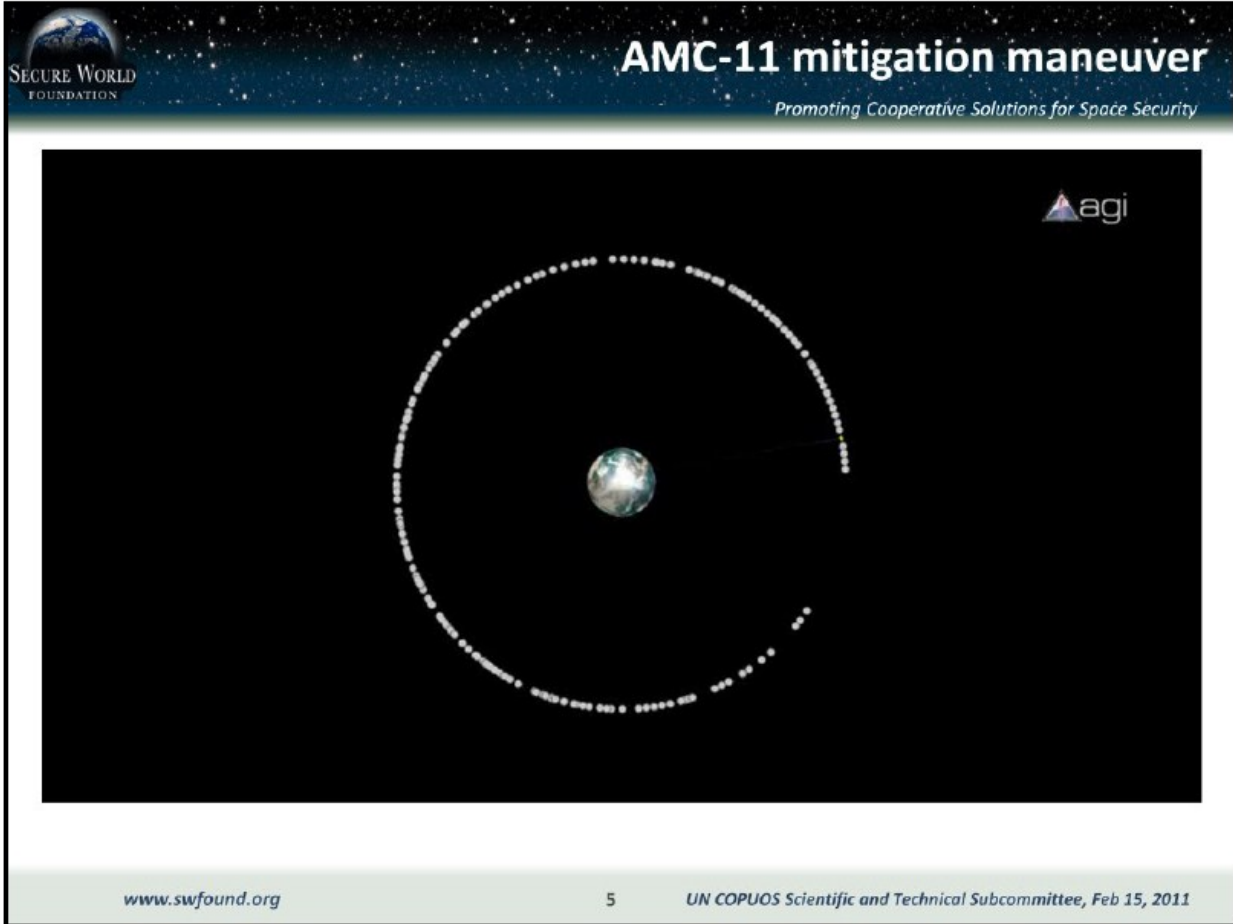 SECURE WORLD
FOUNDATION
AMC-11 mitigation maneuver
Promoting Cooperative Solutions for Space Security
agi
www.swfound.org
5
UN COPUOS Scientific and Technical Subcommittee, Feb 15, 2011